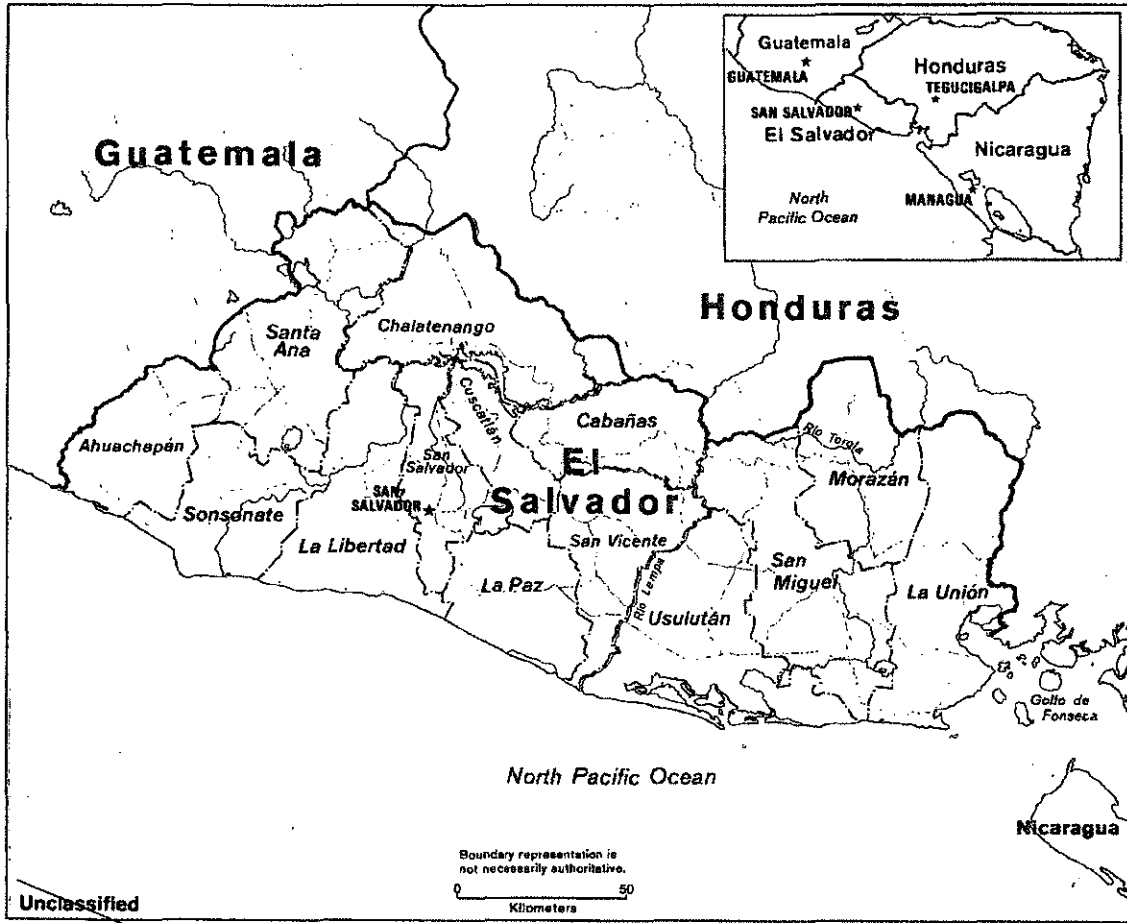 Guatemala
GUATEMALA
Honduras
TEGUCIGALPA
SAN SALVADOR
El Salvador
Nicaragua
MANAGUA
North
Pacific Ocean
Guatemala
Honduras
Santa
Ana
Chalatenango
Cuscatlán
Cabañas
Ahuachapán
San
Salvador
El
Salvador
Río Torola
Morazán
Sonsonate
SAN
SALVADOR
La Libertad
San Vicente
San
Miguel
La Paz
Río Lempa
Usulután
La Unión
Golfo de
Fonseca
North Pacific Ocean
Nicaragua
Boundary representation is
not necessarily authoritative.
0 50
Kilometers
Unclassified